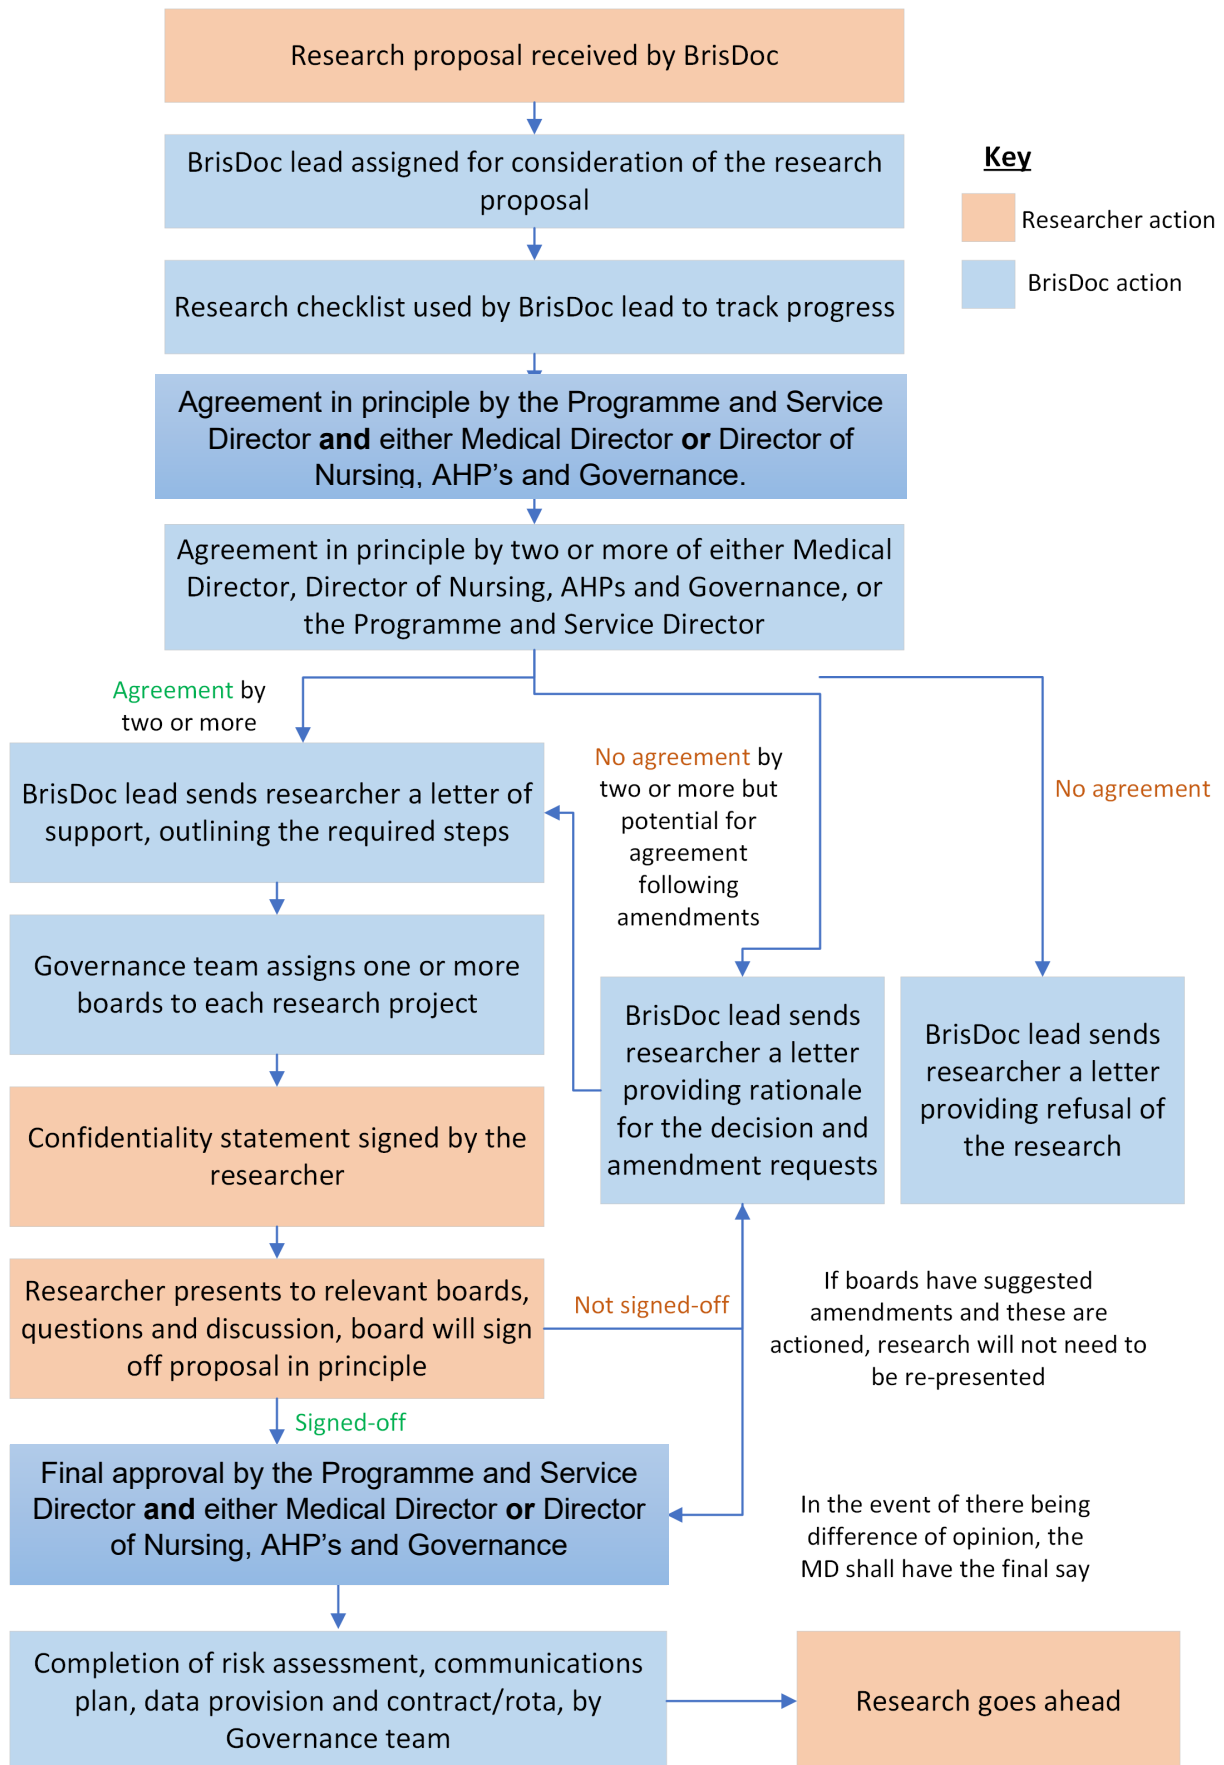 Research proposal received by BrisDoc
BrisDoc lead assigned for consideration of the research
proposal
Key
Researcher action
BrisDoc action
Research checklist used by BrisDoc lead to track progress
Agreement in principle by the Programme and Service
Director and either Medical Director or Director of
Nursing, AHP’s and Governance.
Agreement in principle by two or more of either Medical
Director, Director of Nursing, AHPs and Governance, or
the Programme and Service Director
Agreement by
two or more
No agreement by
two or more but
potential for
agreement
following
amendments
No agreement
BrisDoc lead sends researcher a letter of
support, outlining the required steps
Governance team assigns one or more
boards to each research project
BrisDoc lead sends
researcher a letter
providing rationale
for the decision and
amendment requests
BrisDoc lead sends
researcher a letter
providing refusal of
the research
Confidentiality statement signed by the
researcher
Researcher presents to relevant boards,
questions and discussion, board will sign
off proposal in principle
Not signed-off
If boards have suggested
amendments and these are
actioned, research will not need to
be re-presented
Signed-off
Final approval by the Programme and Service
Director and either Medical Director or Director
of Nursing, AHP’s and Governance
In the event of there being
difference of opinion, the
MD shall have the final say
Completion of risk assessment, communications
plan, data provision and contract/rota, by
Governance team
Research goes ahead